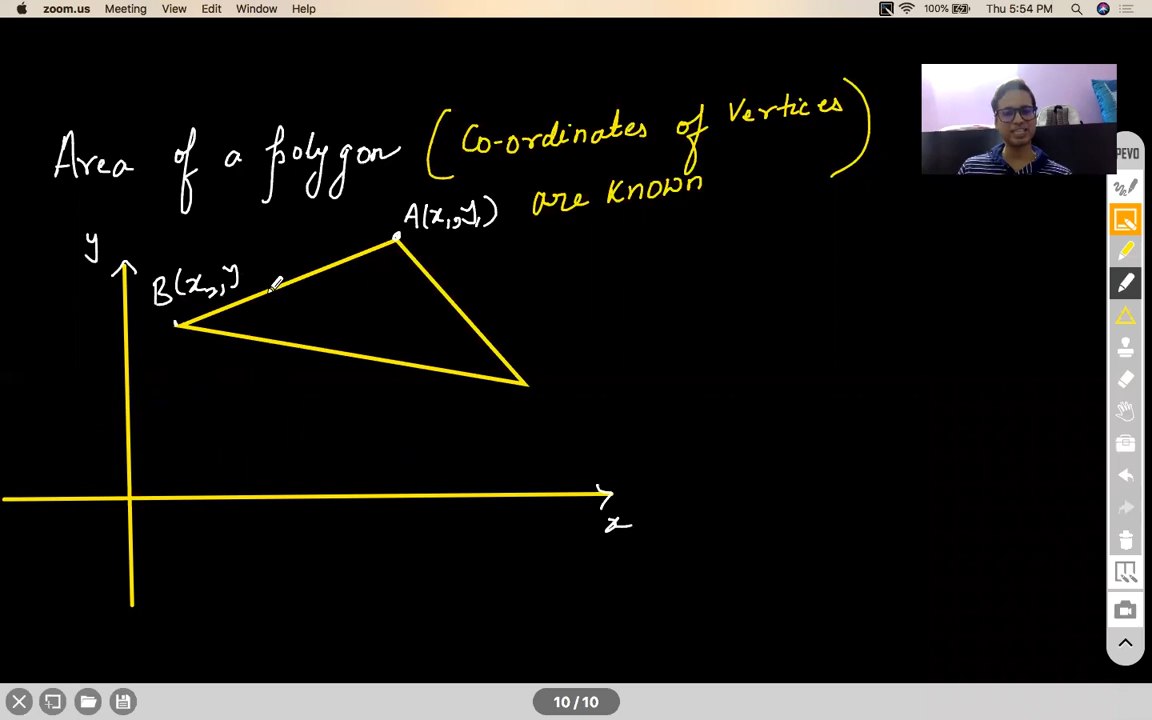 zoom.us Meeting View Edit Window Help 100% Thu 5:54 PM
Area of a polygon (Co-ordinates of vertices
are known)
A(x₁,y₁)
y
B(x₂,y
x
IPEVO
10/10